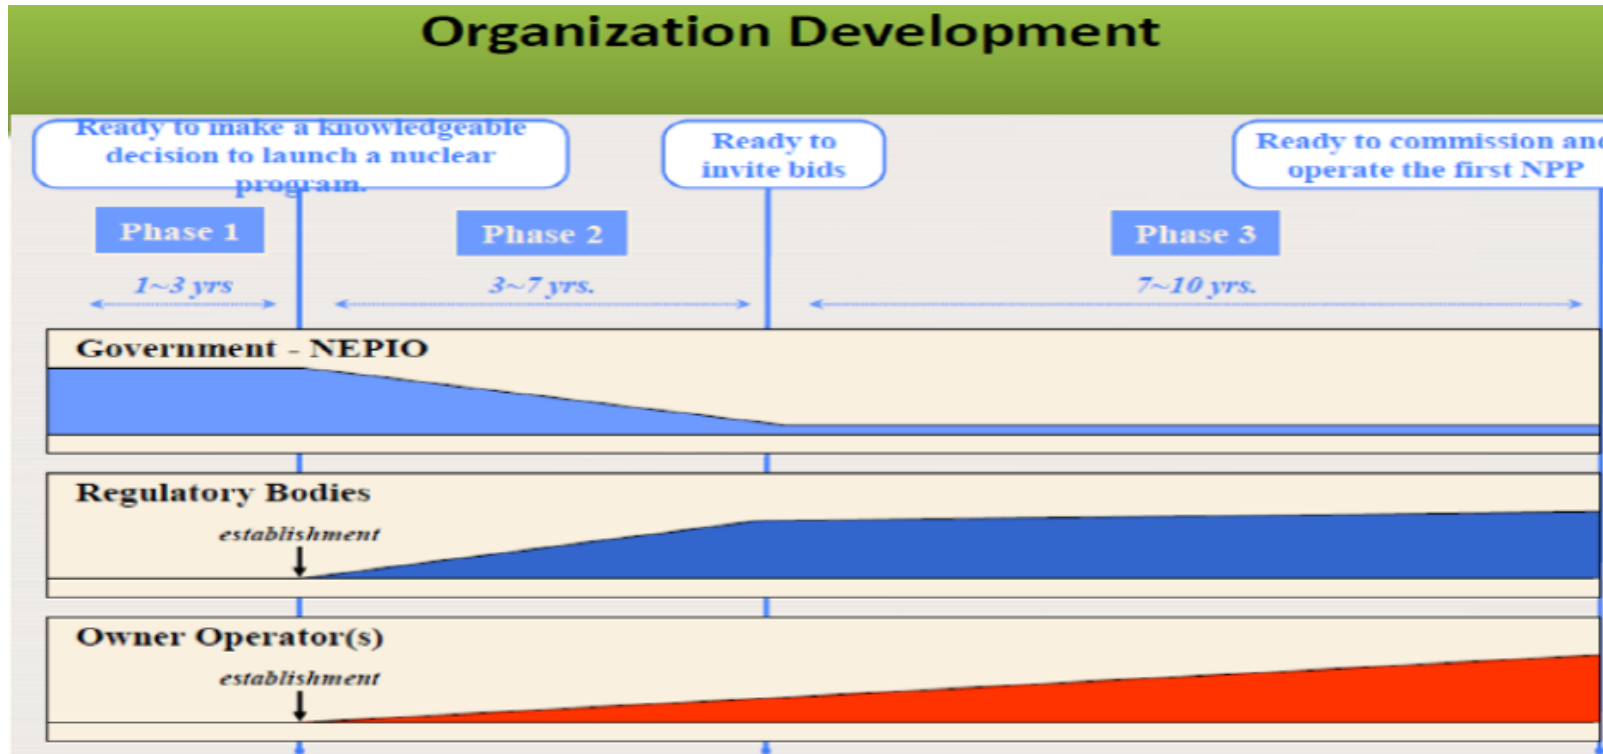 Organization Development
Ready to make a knowledgeable
decision to launch a nuclear
program.
Ready to
invite bids
Ready to commission and
operate the first NPP
Phase 1
Phase 2
Phase 3
1~3 yrs
3~7 yrs.
7~10 yrs.
Government - NEPIO
Regulatory Bodies
establishment
Owner Operator(s)
establishment